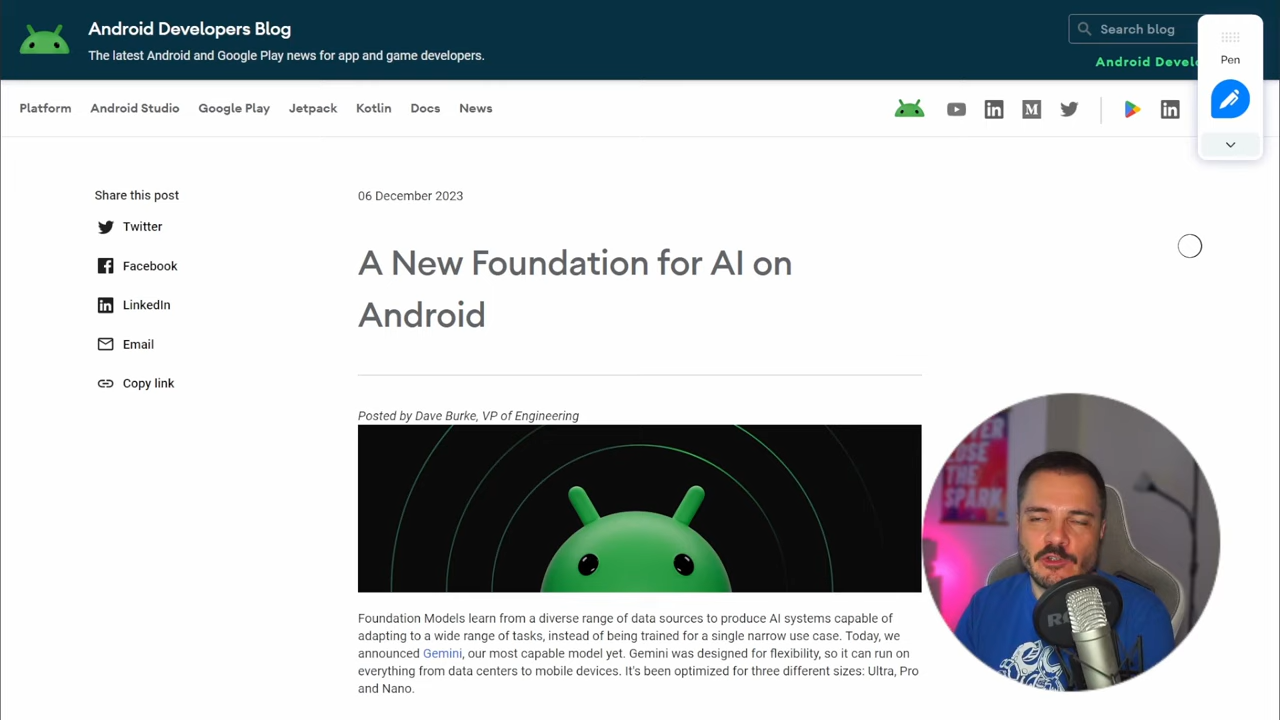 Android Developers Blog
The latest Android and Google Play news for app and game developers.
Search blog
Android Develo
Pen
Platform
Android Studio
Google Play
Jetpack
Kotlin
Docs
News
Share this post
Twitter
Facebook
LinkedIn
Email
Copy link
06 December 2023
A New Foundation for AI on
Android
Posted by Dave Burke, VP of Engineering
Foundation Models learn from a diverse range of data sources to produce AI systems capable of
adapting to a wide range of tasks, instead of being trained for a single narrow use case. Today, we
announced Gemini, our most capable model yet. Gemini was designed for flexibility, so it can run on
everything from data centers to mobile devices. It's been optimized for three different sizes: Ultra, Pro
and Nano.
LOSE
THE
SPARK